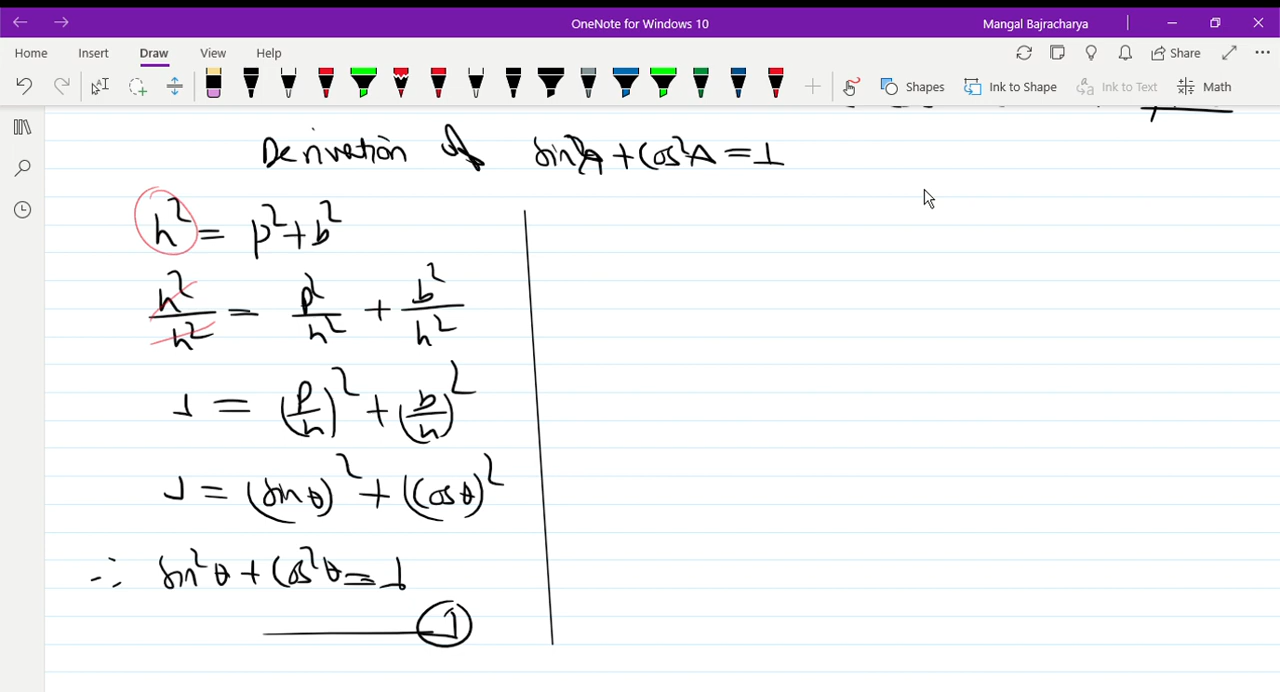 OneNote for Windows 10
Mangal Bajracharya
Home Insert Draw View Help
Share
Shapes
Ink to Shape
Ink to Text
Math
Derivation of sin²A + cos²A = 1
h² = p² + b²
h²/h² = p²/h² + b²/h²
1 = (p/h)² + (b/h)²
1 = (sin θ)² + (cos θ)²
∴ sin²θ + cos²θ = 1
1